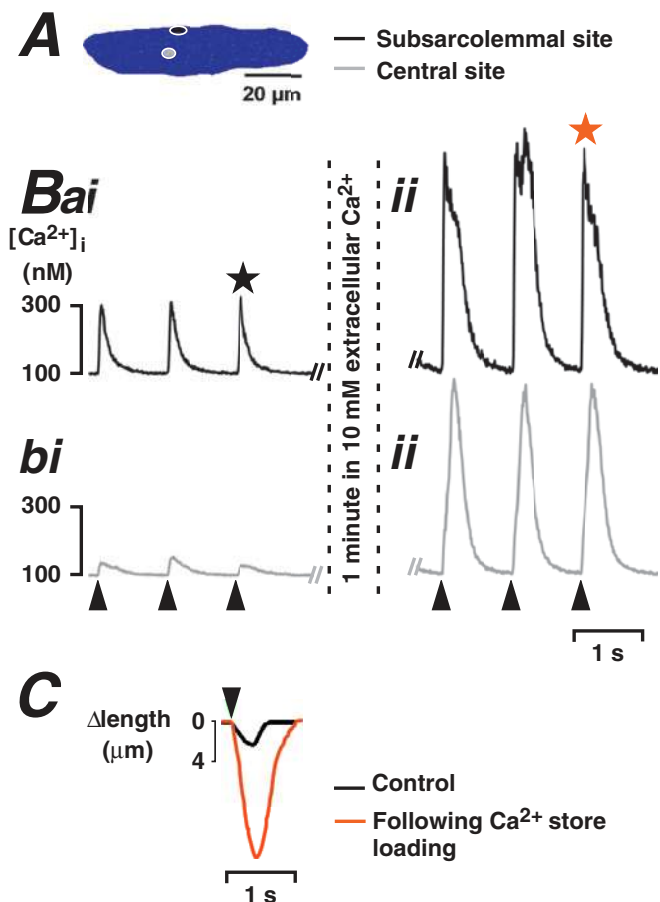 A
20 µm
Subsarcolemmal site
Central site
Bai
[Ca2+]i
(nM)
300
100
1 minute in 10 mM extracellular Ca2+
ii
bi
300
100
ii
1 s
C
Δlength
(µm)
0
4
1 s
Control
Following Ca2+ store
loading